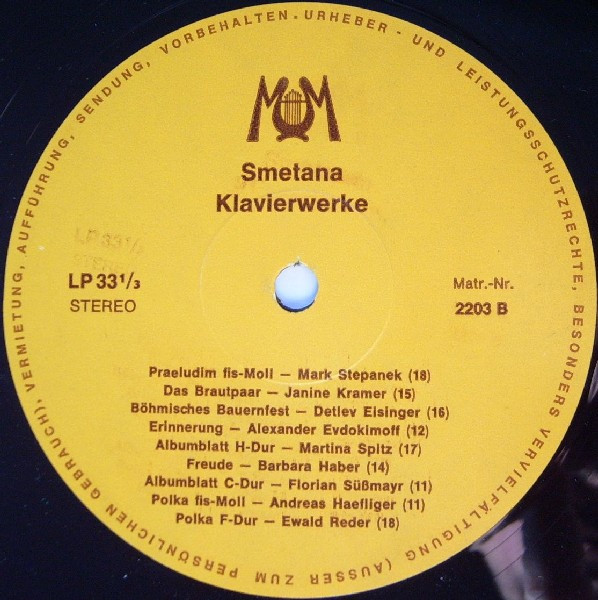 VERMIETUNG, AUFFÜHRUNG, SENDUNG, VORBEHALTEN. URHEBER - UND LEISTUNGSSCHUTZRECHTE, BESONDERS VERVIELFÄLTIGUNG (AUSSER ZUM PERSÖNLICHEN GEBRAUCH),
MM
Smetana
Klavierwerke
LP 33 1/3
STEREO
Matr.-Nr.
2203 B
Praeludim fis-Moll — Mark Stepanek (18)
Das Brautpaar — Janine Kramer (15)
Böhmisches Bauernfest — Detlev Eisinger (16)
Erinnerung — Alexander Evdokimoff (12)
Albumblatt H-Dur — Martina Spitz (17)
Freude — Barbara Haber (14)
Albumblatt C-Dur — Florian Süßmayr (11)
Polka fis-Moll — Andreas Haefliger (11)
Polka F-Dur — Ewald Reder (18)